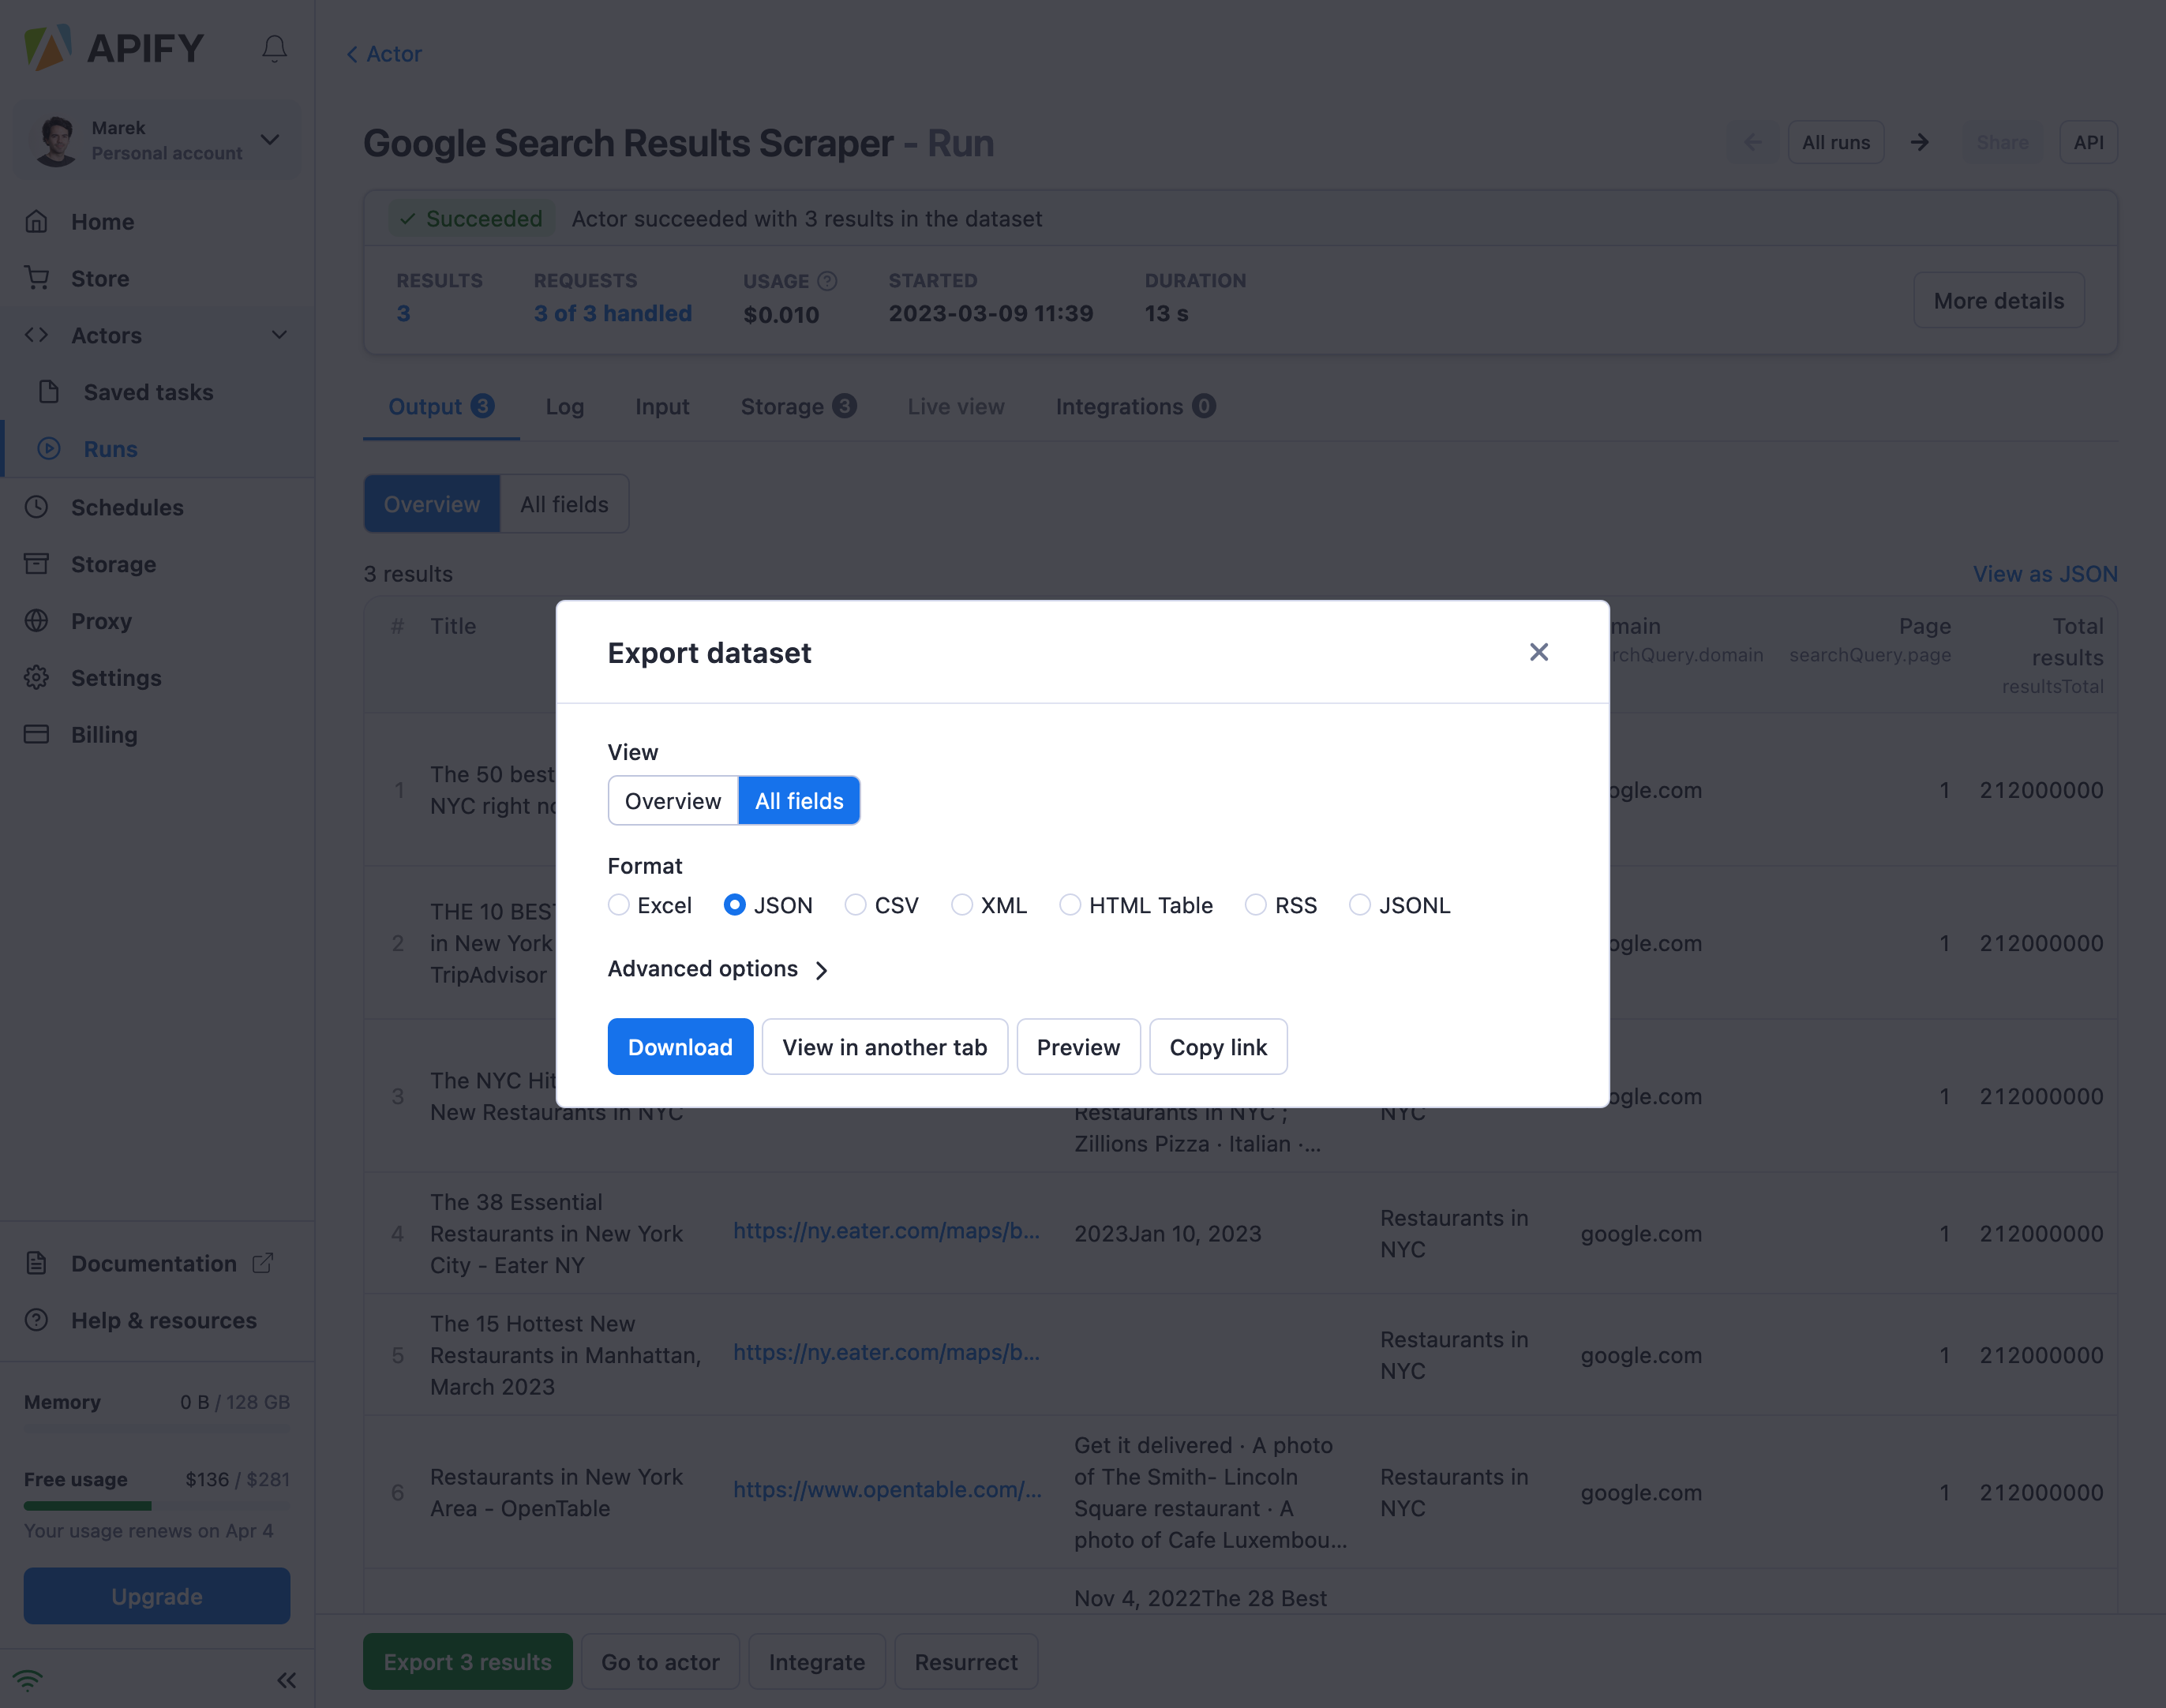 APIFY
Marek
Personal account
Home
Store
Actors
Saved tasks
Runs
Schedules
Storage
Proxy
Settings
Billing
Documentation
Help & resources
Memory 0 B / 128 GB
Free usage $136 / $281
Your usage renews on Apr 4
Upgrade
Actor
Google Search Results Scraper - Run
All runs
Share
API
Succeeded Actor succeeded with 3 results in the dataset
RESULTS REQUESTS USAGE STARTED DURATION
3 3 of 3 handled $0.010 2023-03-09 11:39 13 s
More details
Output 3 Log Input Storage 3 Live view Integrations 0
Overview All fields
3 results View as JSON
# Title
main
rchQuery.domain
Page
searchQuery.page
Total
results
resultsTotal
Export dataset
View
Overview All fields
Format
Excel JSON CSV XML HTML Table RSS JSONL
Advanced options
Download View in another tab Preview Copy link
1
The 50 best
NYC right no
ogle.com 1 212000000
2
THE 10 BES
in New York
TripAdvisor
ogle.com 1 212000000
3
The NYC Hit
New Restaurants in NYC
Restaurants in NYC ;
Zillions Pizza · Italian ·...
NYC
ogle.com 1 212000000
4
The 38 Essential
Restaurants in New York
City - Eater NY
https://ny.eater.com/maps/b...
2023Jan 10, 2023
Restaurants in
NYC
google.com 1 212000000
5
The 15 Hottest New
Restaurants in Manhattan,
March 2023
https://ny.eater.com/maps/b...
Restaurants in
NYC
google.com 1 212000000
6
Restaurants in New York
Area - OpenTable
https://www.opentable.com/...
Get it delivered · A photo
of The Smith- Lincoln
Square restaurant · A
photo of Cafe Luxembou...
Restaurants in
NYC
google.com 1 212000000
Nov 4, 2022The 28 Best
Export 3 results Go to actor Integrate Resurrect